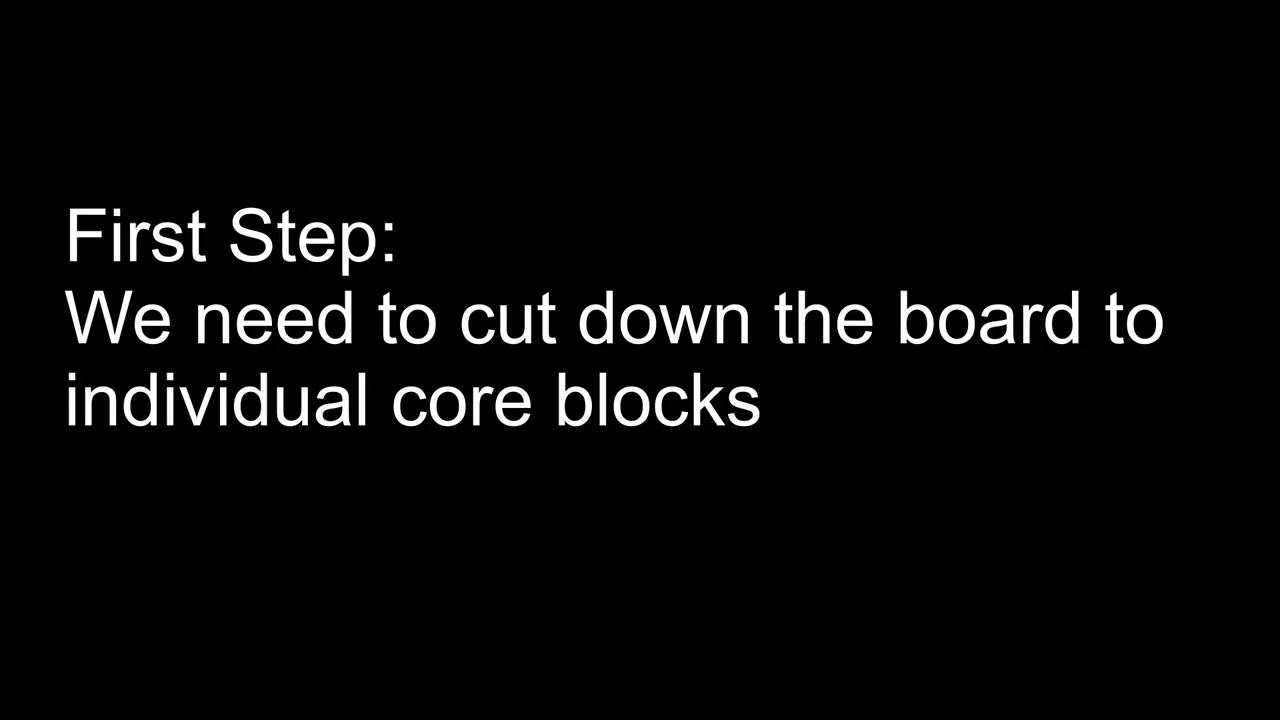 First Step:
We need to cut down the board to
individual core blocks